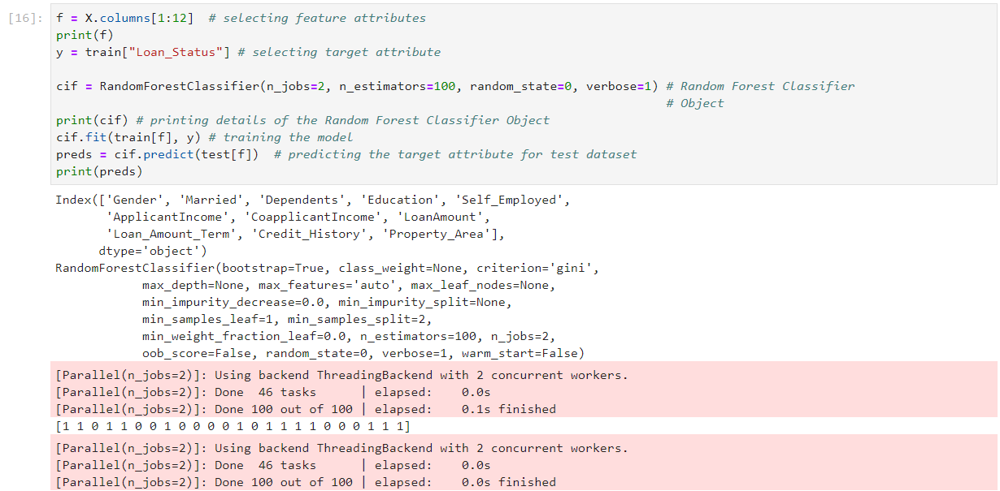 [16]: f = X.columns[1:12]  # selecting feature attributes
print(f)
y = train["Loan_Status"] # selecting target attribute

cif = RandomForestClassifier(n_jobs=2, n_estimators=100, random_state=0, verbose=1) # Random Forest Classifier
                                                                                    # Object
print(cif) # printing details of the Random Forest Classifier Object
cif.fit(train[f], y) # training the model
preds = cif.predict(test[f])  # predicting the target attribute for test dataset
print(preds)
Index(['Gender', 'Married', 'Dependents', 'Education', 'Self_Employed',
       'ApplicantIncome', 'CoapplicantIncome', 'LoanAmount',
       'Loan_Amount_Term', 'Credit_History', 'Property_Area'],
      dtype='object')
RandomForestClassifier(bootstrap=True, class_weight=None, criterion='gini',
            max_depth=None, max_features='auto', max_leaf_nodes=None,
            min_impurity_decrease=0.0, min_impurity_split=None,
            min_samples_leaf=1, min_samples_split=2,
            min_weight_fraction_leaf=0.0, n_estimators=100, n_jobs=2,
            oob_score=False, random_state=0, verbose=1, warm_start=False)
[Parallel(n_jobs=2)]: Using backend ThreadingBackend with 2 concurrent workers.
[Parallel(n_jobs=2)]: Done  46 tasks      | elapsed:    0.0s
[Parallel(n_jobs=2)]: Done 100 out of 100 | elapsed:    0.1s finished
[1 1 0 1 1 0 0 1 0 0 0 0 1 0 1 1 1 1 0 0 0 1 1 1]
[Parallel(n_jobs=2)]: Using backend ThreadingBackend with 2 concurrent workers.
[Parallel(n_jobs=2)]: Done  46 tasks      | elapsed:    0.0s
[Parallel(n_jobs=2)]: Done 100 out of 100 | elapsed:    0.0s finished